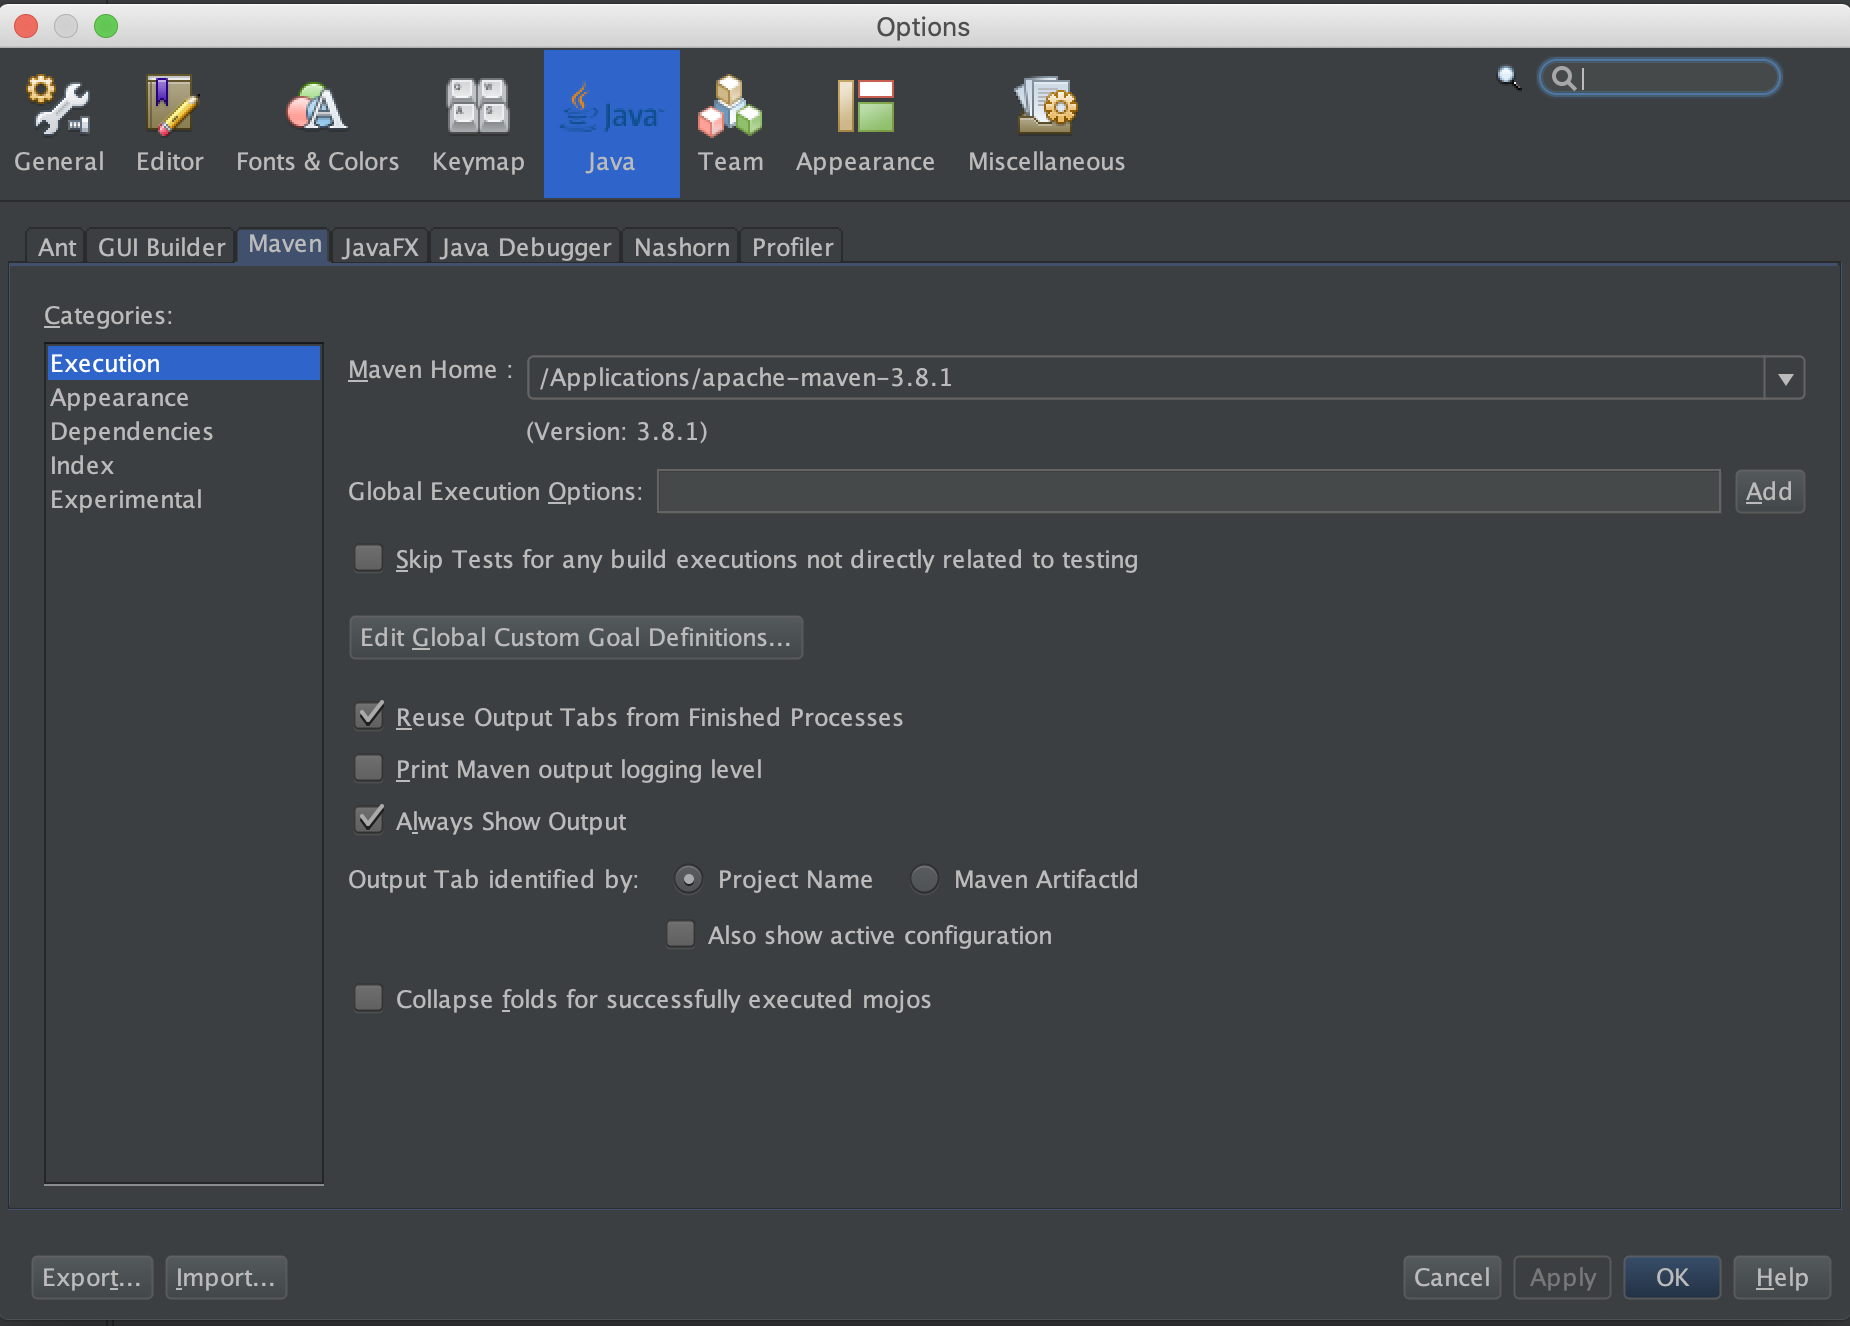 Options
General Editor Fonts & Colors Keymap Java Team Appearance Miscellaneous
Ant GUI Builder Maven JavaFX Java Debugger Nashorn Profiler
Categories:
Execution
Appearance
Dependencies
Index
Experimental
Maven Home : /Applications/apache-maven-3.8.1
(Version: 3.8.1)
Global Execution Options: Add
Skip Tests for any build executions not directly related to testing
Edit Global Custom Goal Definitions...
Reuse Output Tabs from Finished Processes
Print Maven output logging level
Always Show Output
Output Tab identified by: Project Name Maven ArtifactId
Also show active configuration
Collapse folds for successfully executed mojos
Export... Import... Cancel Apply OK Help